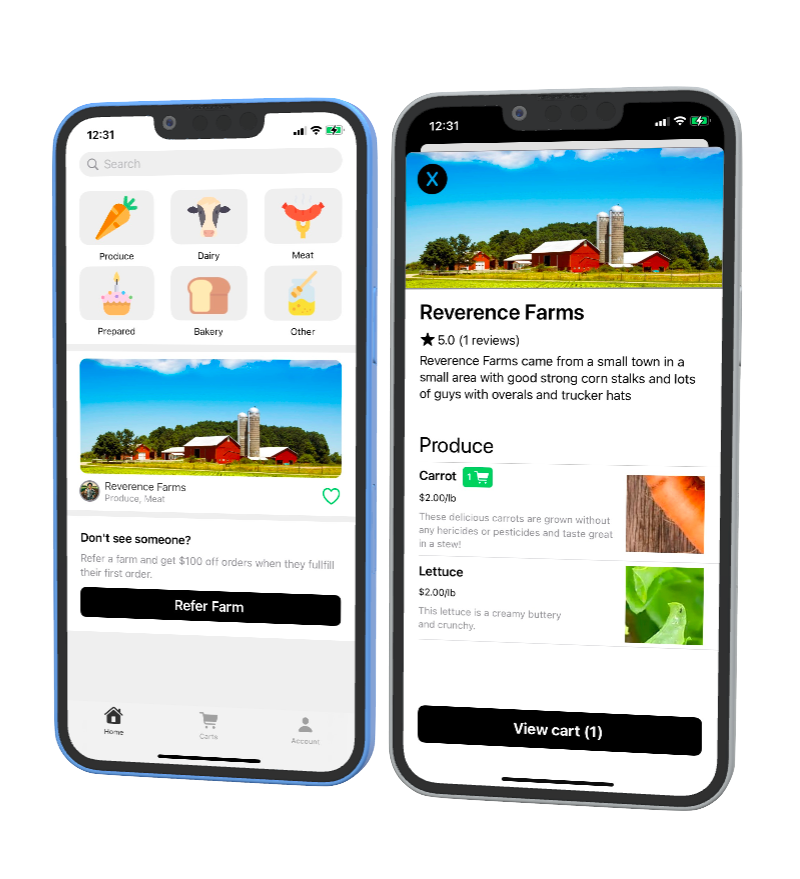 12:31
Search
Produce
Dairy
Meat
Prepared
Bakery
Other
Reverence Farms
Produce, Meat
Don't see someone?
Refer a farm and get $100 off orders when they fullfill
their first order.
Refer Farm
Home
Carts
Account
12:31
X
Reverence Farms
★ 5.0 (1 reviews)
Reverence Farms came from a small town in a
small area with good strong corn stalks and lots
of guys with overals and trucker hats
Produce
Carrot 1
$2.00/lb
These delicious carrots are grown without
any hericides or pesticides and taste great
in a stew!
Lettuce
$2.00/lb
This lettuce is a creamy buttery
and crunchy.
View cart (1)